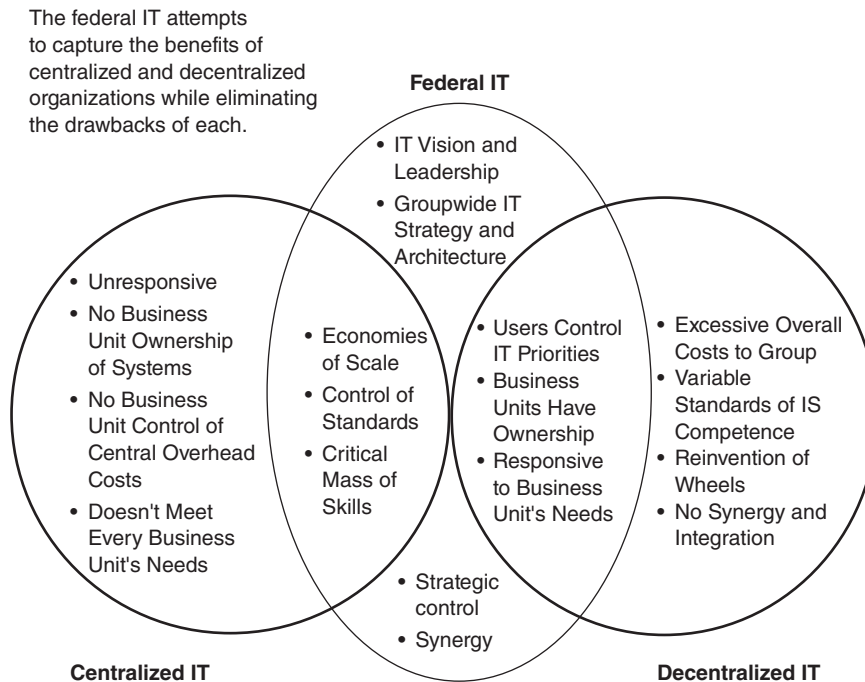 The federal IT attempts
to capture the benefits of
centralized and decentralized
organizations while eliminating
the drawbacks of each.
Federal IT
• IT Vision and
Leadership
• Groupwide IT
Strategy and
Architecture
• Unresponsive
• No Business
Unit Ownership
of Systems
• No Business
Unit Control of
Central Overhead
Costs
• Doesn't Meet
Every Business
Unit's Needs
• Economies
of Scale
• Control of
Standards
• Critical
Mass of
Skills
• Users Control
IT Priorities
• Business
Units Have
Ownership
• Responsive
to Business
Unit's Needs
• Excessive Overall
Costs to Group
• Variable
Standards of IS
Competence
• Reinvention of
Wheels
• No Synergy and
Integration
• Strategic
control
• Synergy
Centralized IT
Decentralized IT